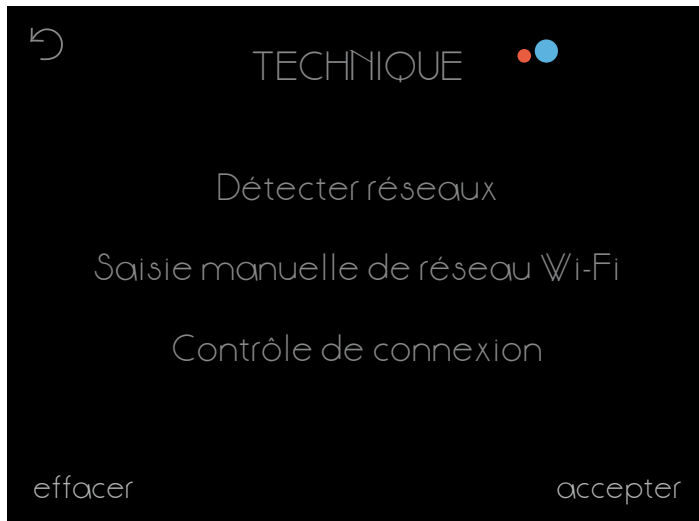 TECHNIQUE
Détecter réseaux
Saisie manuelle de réseau Wi-Fi
Contrôle de connexion
effacer
accepter